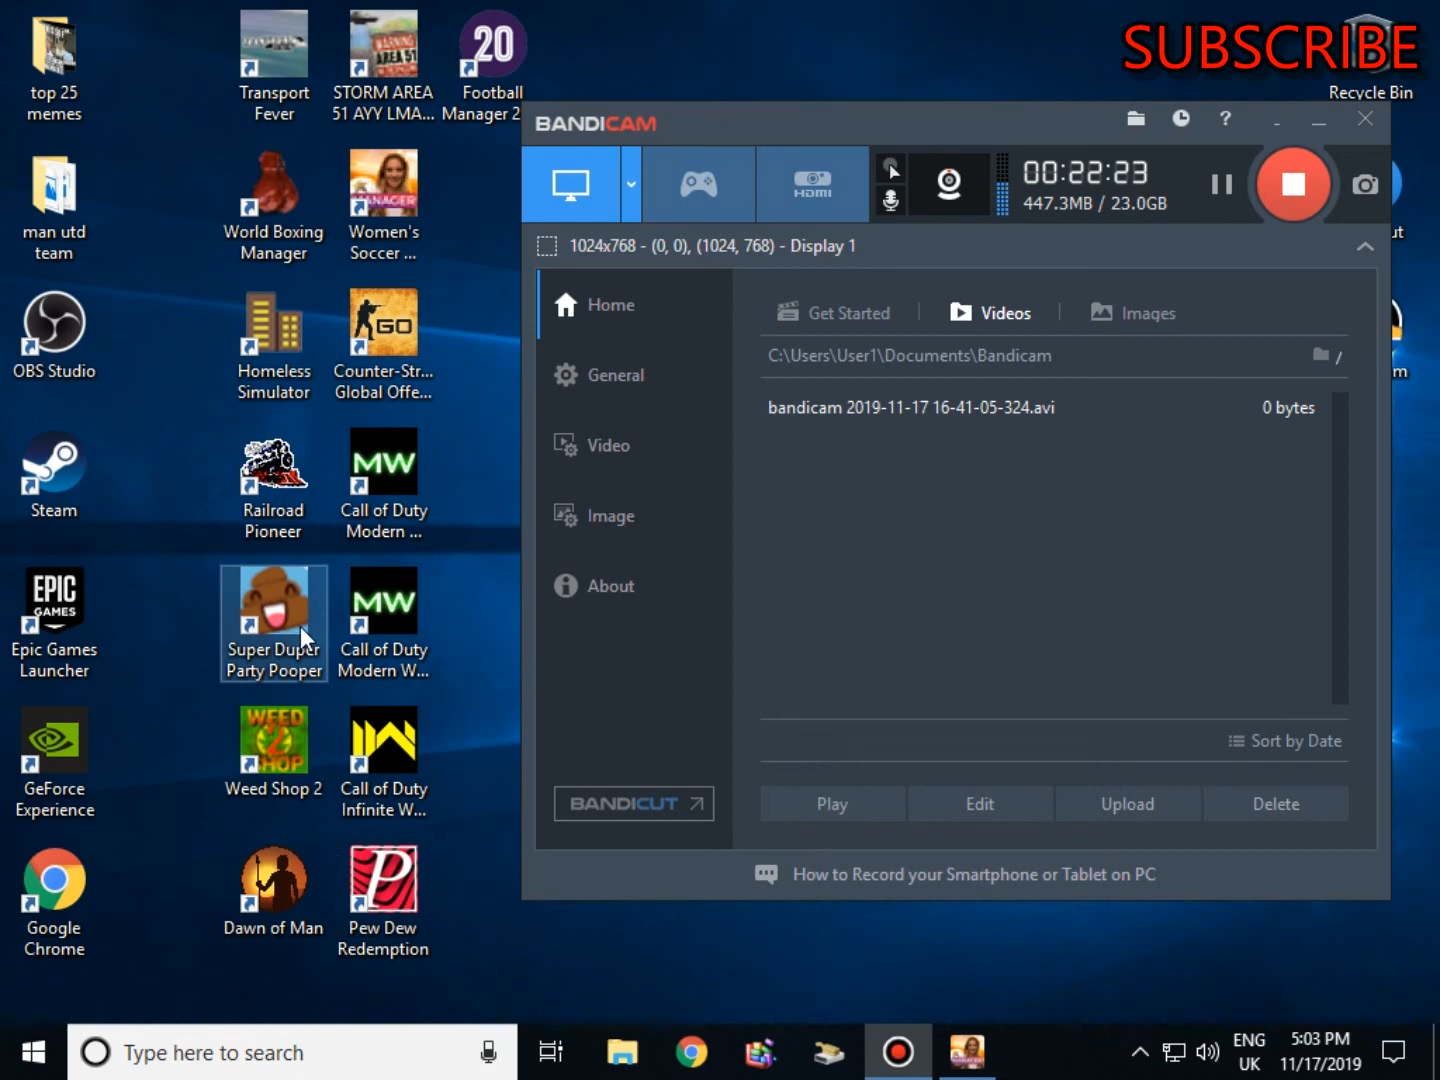 SUBSCRIBE
top 25
memes
Transport
Fever
WARNING
AREA 51
STORM AREA
51 AYY LMA...
20
Football
Manager 2
Recycle Bin
man utd
team
World Boxing
Manager
MANAGER
Women's
Soccer ...
OBS Studio
Homeless
Simulator
GO
Counter-Str...
Global Offe...
Steam
Railroad
Pioneer
MW
Call of Duty
Modern ...
EPIC
GAMES
Epic Games
Launcher
Super Duper
Party Pooper
MW
Call of Duty
Modern W...
GeForce
Experience
WEED
2
SHOP
Weed Shop 2
Call of Duty
Infinite W...
Google
Chrome
Dawn of Man
P
Pew Dew
Redemption
BANDICAM
?
HDMI
00:22:23
447.3MB / 23.0GB
1024x768 - (0, 0), (1024, 768) - Display 1
Home
General
Video
Image
About
BANDICUT
Get Started
Videos
Images
C:\Users\User1\Documents\Bandicam
/
bandicam 2019-11-17 16-41-05-324.avi 0 bytes
Sort by Date
Play Edit Upload Delete
How to Record your Smartphone or Tablet on PC
ut
m
Type here to search
ENG
UK
5:03 PM
11/17/2019